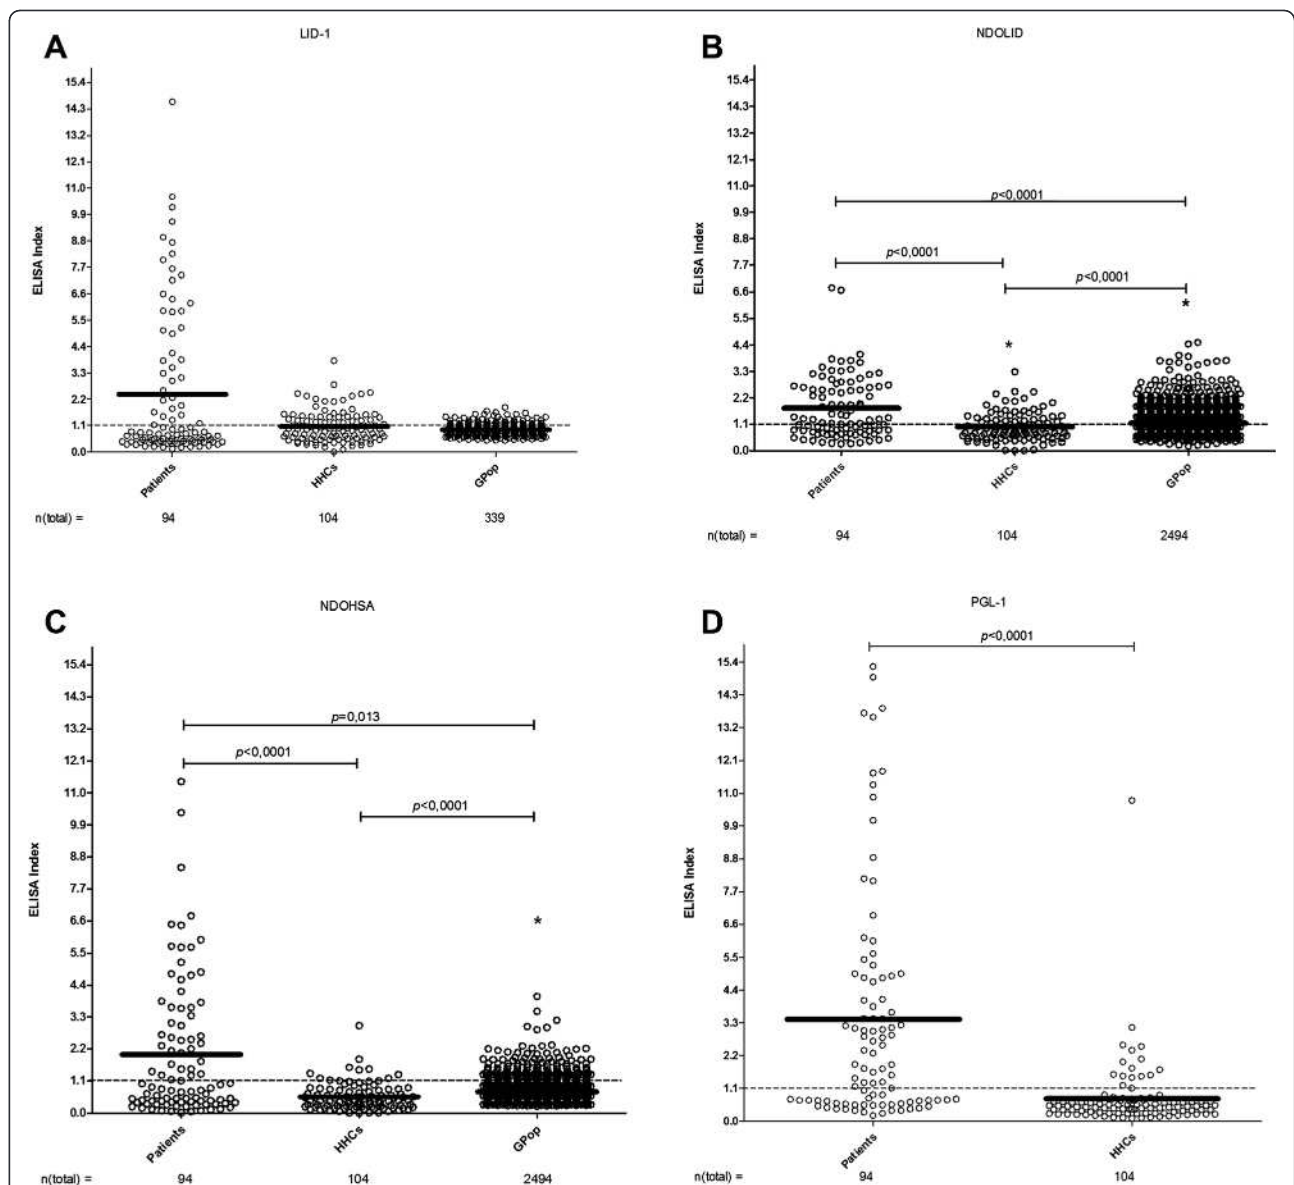 A
LID-1
ELISA Index
15.4
14.3
13.2
12.1
11.0
9.9
8.8
7.7
6.6
5.5
4.4
3.3
2.2
1.1
0.0
Patients
HHCs
GPop
n(total) = 94 104 339
B
NDOLID
ELISA Index
15.4
14.3
13.2
12.1
11.0
9.9
8.8
7.7
6.6
5.5
4.4
3.3
2.2
1.1
0.0
p<0,0001
p<0,0001
p<0,0001
*
*
Patients
HHCs
GPop
n(total) = 94 104 2494
C
NDOHSA
ELISA Index
15.4
14.3
13.2
12.1
11.0
9.9
8.8
7.7
6.6
5.5
4.4
3.3
2.2
1.1
0.0
p=0,013
p<0,0001
p<0,0001
*
Patients
HHCs
GPop
n(total) = 94 104 2494
D
PGL-1
ELISA Index
15.4
14.3
13.2
12.1
11.0
9.9
8.8
7.7
6.6
5.5
4.4
3.3
2.2
1.1
0.0
p<0,0001
Patients
HHCs
n(total) = 94 104